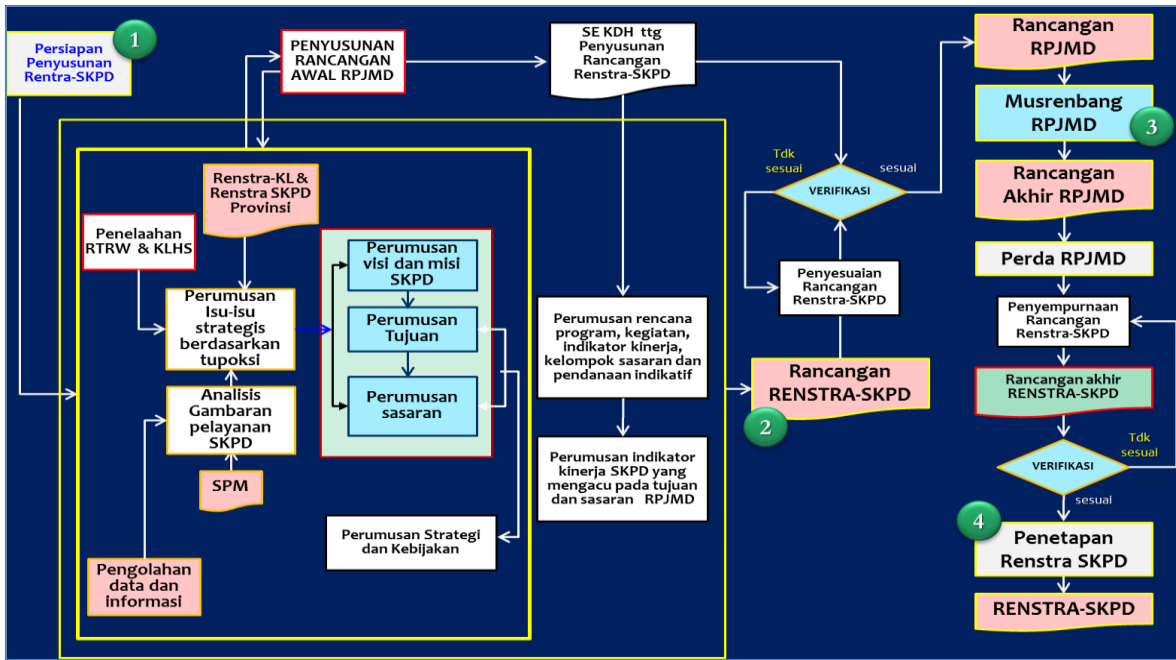 1
Persiapan
Penyusunan
Rentra-SKPD
PENYUSUNAN
RANCANGAN
AWAL RPJMD
SE KDH ttg
Penyusunan
Rancangan
Renstra-SKPD
Renstra-KL &
Renstra SKPD
Provinsi
Penelaahan
RTRW & KLHS
Perumusan
Isu-isu
strategis
berdasarkan
tupoksi
Analisis
Gambaran
pelayanan
SKPD
SPM
Pengolahan
data dan
informasi
Perumusan
visi dan misi
SKPD
Perumusan
Tujuan
Perumusan
sasaran
Perumusan Strategi
dan Kebijakan
Perumusan rencana
program, kegiatan,
indikator kinerja,
kelompok sasaran dan
pendanaan indikatif
Perumusan indikator
kinerja SKPD yang
mengacu pada tujuan
dan sasaran RPJMD
Tdk
sesuai
VERIFIKASI
sesuai
Penyesuaian
Rancangan
Renstra-SKPD
Rancangan
RENSTRA-SKPD
2
Rancangan
RPJMD
Musrenbang
RPJMD
3
Rancangan
Akhir RPJMD
Perda RPJMD
Penyempurnaan
Rancangan
Renstra-SKPD
Rancangan akhir
RENSTRA-SKPD
VERIFIKASI
Tdk
sesuai
sesuai
4
Penetapan
Renstra SKPD
RENSTRA-SKPD